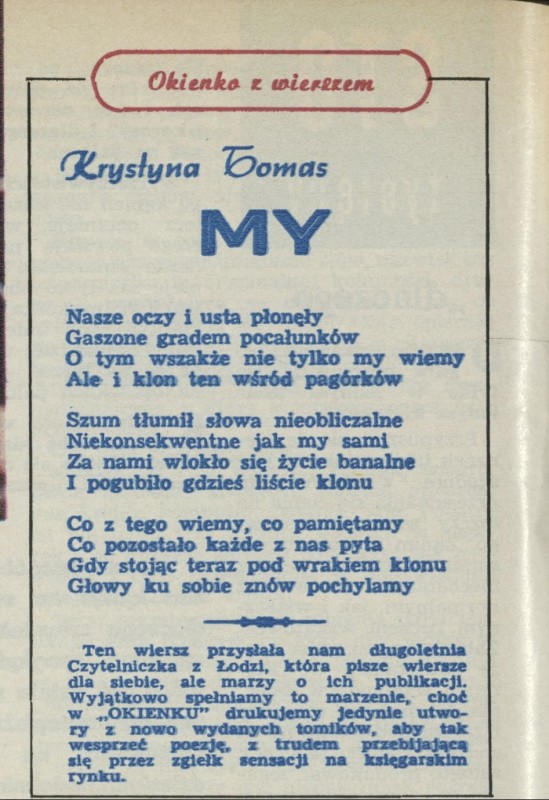 Okienko z wierszem
Krystyna Tomas
MY
Nasze oczy i usta płonęły
Gaszone gradem pocałunków
O tym wszakże nie tylko my wiemy
Ale i klon ten wśród pagórków
Szum tłumił słowa nieobliczalne
Niekonsekwentne jak my sami
Za nami wlokło się życie banalne
I pogubiło gdzieś liście klonu
Co z tego wiemy, co pamiętamy
Co pozostało każde z nas pyta
Gdy stojąc teraz pod wrakiem klonu
Głowy ku sobie znów pochylamy
Ten wiersz przysłała nam długoletnia
Czytelniczka z Łodzi, która pisze wiersze
dla siebie, ale marzy o ich publikacji.
Wyjątkowo spełniamy to marzenie, choć
w „OKIENKU” drukujemy jedynie utwo-
ry z nowo wydanych tomików, aby tak
wesprzeć poezję, z trudem przebijającą
się przez zgiełk sensacji na księgarskim
rynku.